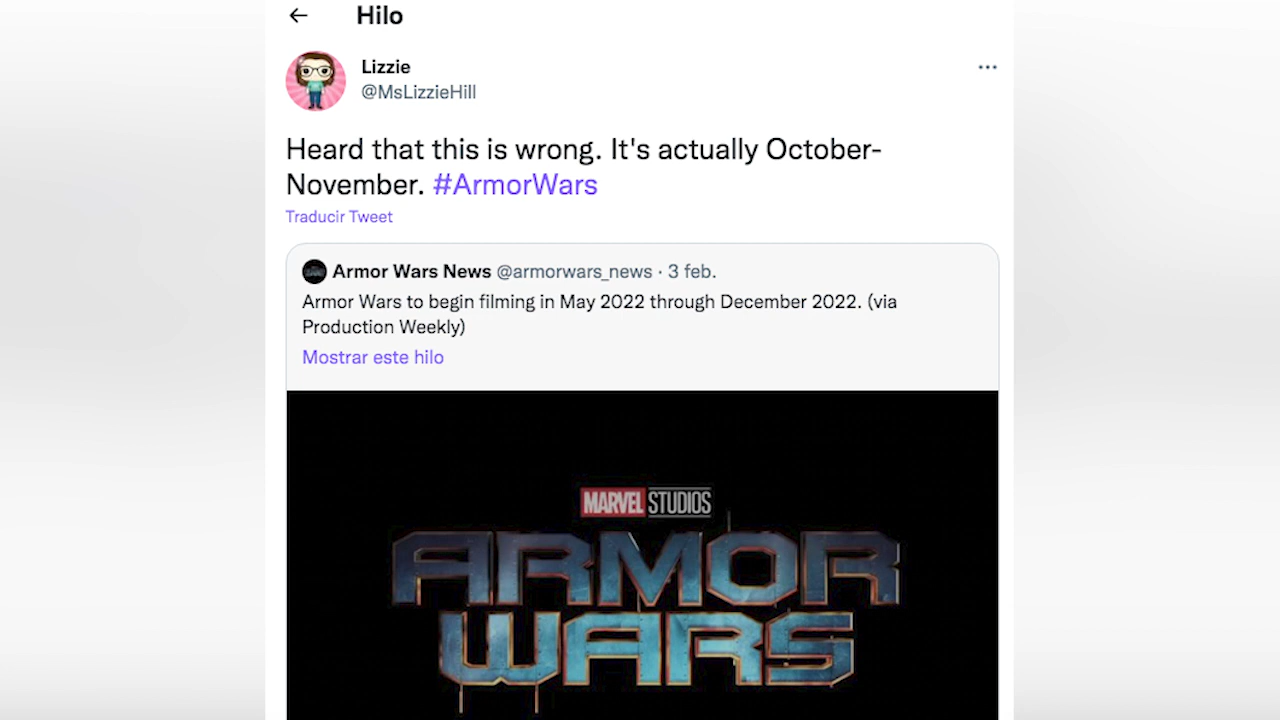 Hilo
Lizzie
@MsLizzieHill
Heard that this is wrong. It's actually October-
November. #ArmorWars
Traducir Tweet
Armor Wars News @armorwars_news · 3 feb.
Armor Wars to begin filming in May 2022 through December 2022. (via
Production Weekly)
Mostrar este hilo
MARVEL STUDIOS
ARMOR
WARS